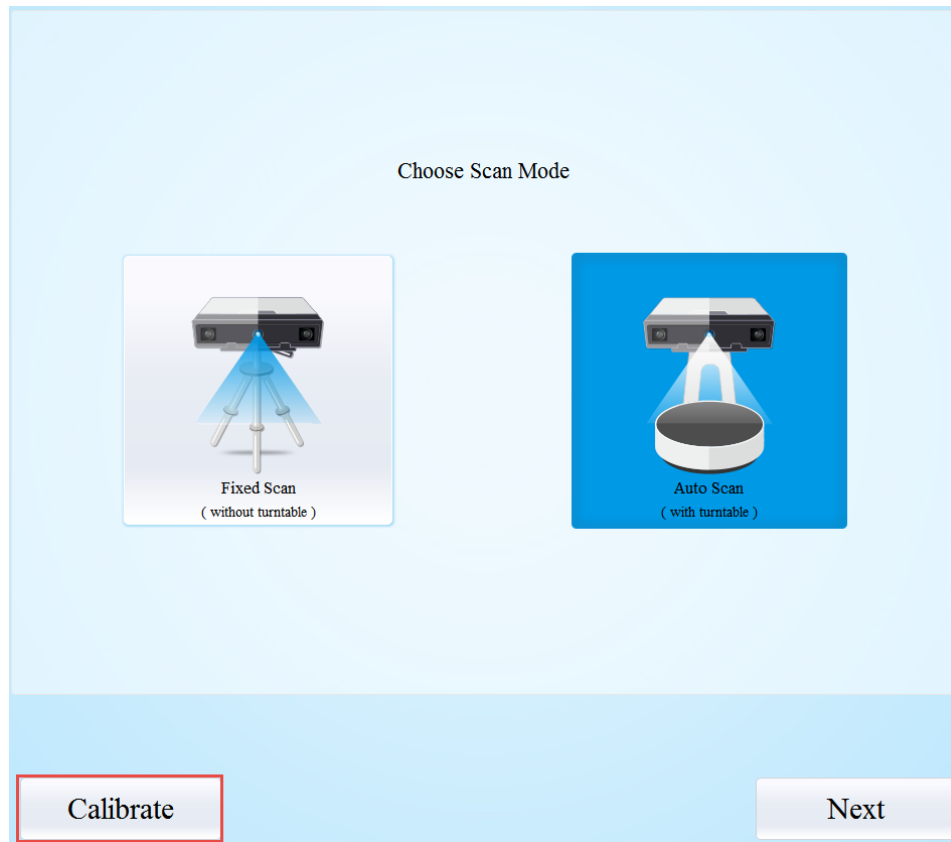 Choose Scan Mode
Fixed Scan
( without turntable )
Auto Scan
( with turntable )
Calibrate
Next